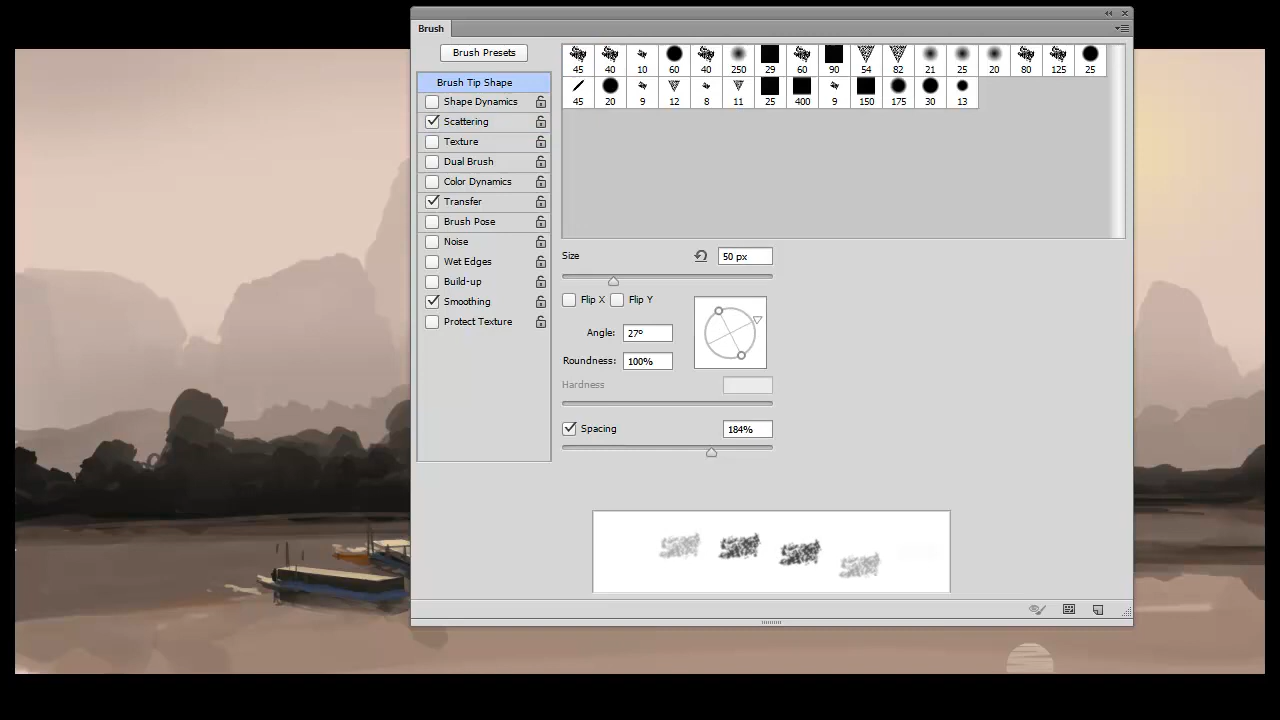 Brush
Brush Presets
Brush Tip Shape
Shape Dynamics
Scattering
Texture
Dual Brush
Color Dynamics
Transfer
Brush Pose
Noise
Wet Edges
Build-up
Smoothing
Protect Texture
45 40 10 60 40 250 29 60 90 54 82 21 25 20 80 125 25
45 20 9 12 8 11 25 400 9 150 175 30 13
Size 50 px
Flip X Flip Y
Angle: 27º
Roundness: 100%
Hardness
Spacing 184%